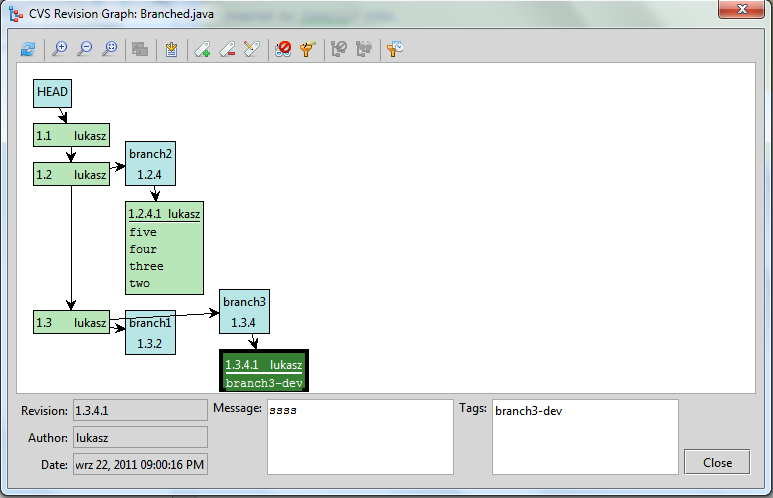 CVS Revision Graph: Branched.java
HEAD
1.1 lukasz
1.2 lukasz
branch2
1.2.4
1.2.4.1 lukasz
five
four
three
two
1.3 lukasz
branch1
1.3.2
branch3
1.3.4
1.3.4.1 lukasz
branch3-dev
Revision: 1.3.4.1
Author: lukasz
Date: wrz 22, 2011 09:00:16 PM
Message: ssss
Tags: branch3-dev
Close